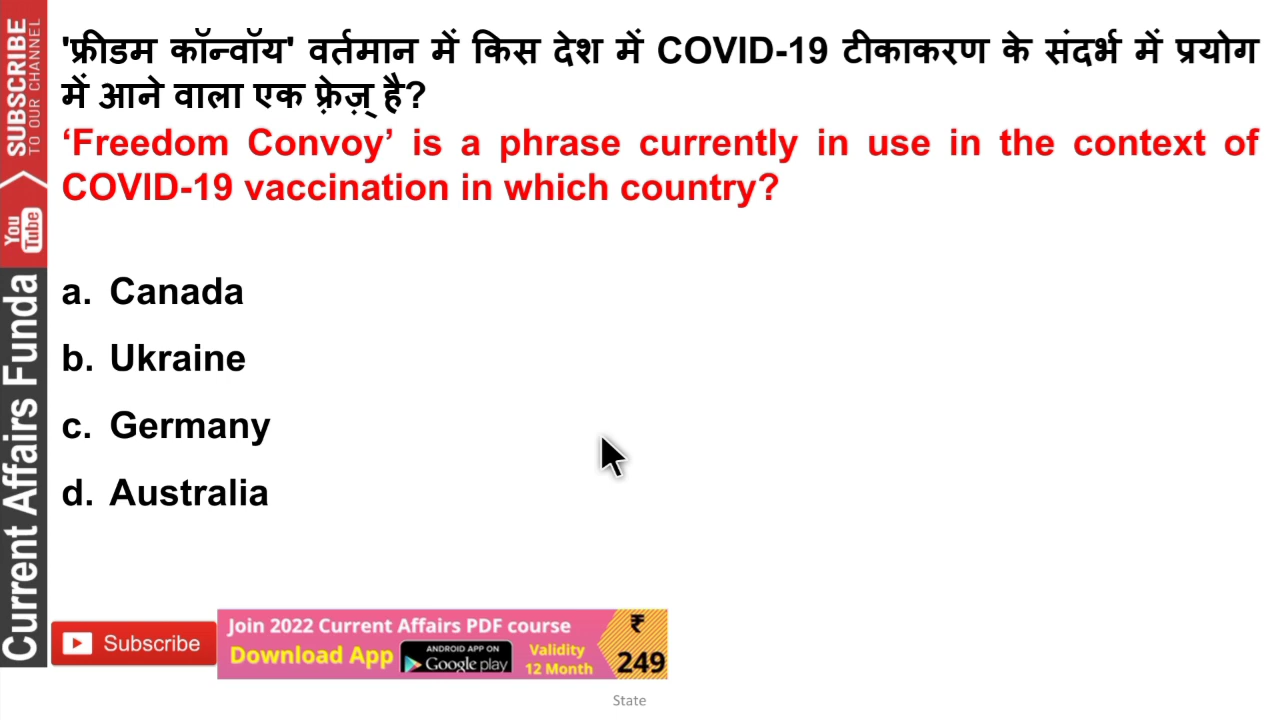 'फ्रीडम कॉन्वॉय' वर्तमान में किस देश में COVID-19 टीकाकरण के संदर्भ में प्रयोग
में आने वाला एक फ़्रेज़् है?
‘Freedom Convoy’ is a phrase currently in use in the context of
COVID-19 vaccination in which country?
a. Canada
b. Ukraine
c. Germany
d. Australia
SUBSCRIBE
TO OUR CHANNEL
You
Tube
Current Affairs Funda
Subscribe
Join 2022 Current Affairs PDF course
Download App
ANDROID APP ON
Google play
Validity
12 Month
₹
249
State